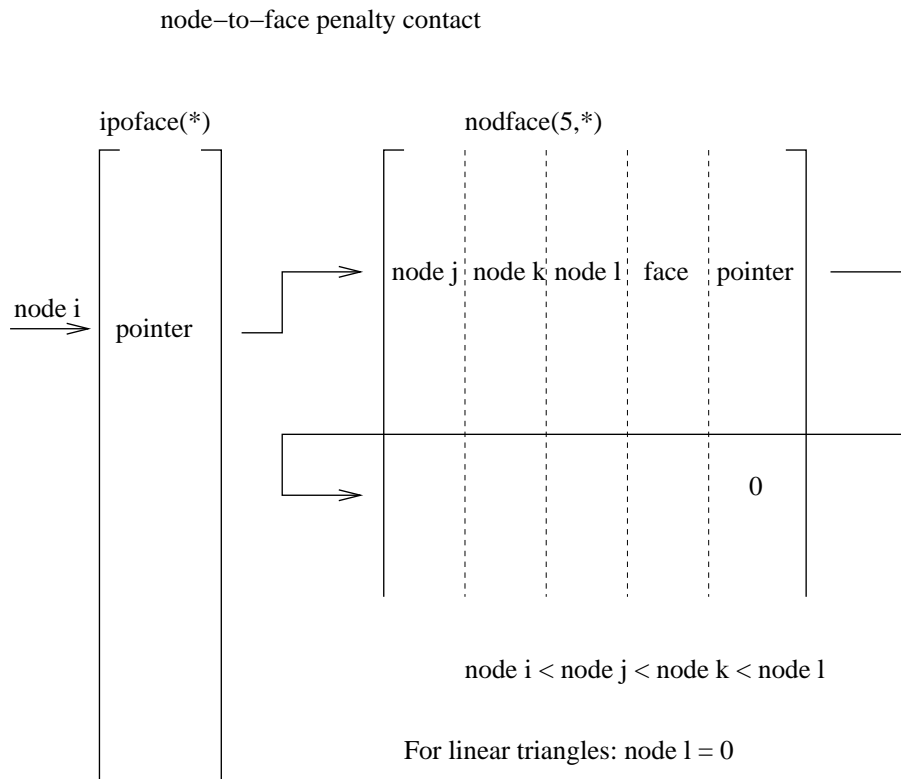 node−to−face penalty contact
ipoface(*)
nodface(5,*)
node j node k node l face pointer
node i
pointer
0
node i < node j < node k < node l
For linear triangles: node l = 0